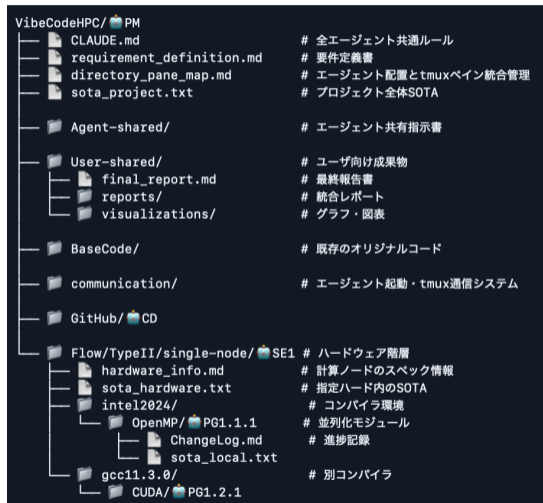 VibeCodeHPC/🤖PM
├── 📄 CLAUDE.md # 全エージェント共通ルール
├── 📄 requirement_definition.md # 要件定義書
├── 📄 directory_pane_map.md # エージェント配置とtmuxペイン統合管理
├── 📄 sota_project.txt # プロジェクト全体SOTA
├── 📁 Agent-shared/ # エージェント共有指示書
├── 📁 User-shared/ # ユーザ向け成果物
├── 📄 final_report.md # 最終報告書
├── 📁 reports/ # 統合レポート
└── 📁 visualizations/ # グラフ・図表
├── 📁 BaseCode/ # 既存のオリジナルコード
├── 📁 communication/ # エージェント起動・tmux通信システム
├── 📁 GitHub/🤖CD
└── 📁 Flow/TypeII/single-node/🤖SE1 # ハードウェア階層
├── 📄 hardware_info.md # 計算ノードのスペック情報
├── 📄 sota_hardware.txt # 指定ハード内のSOTA
├── 📁 intel2024/ # コンパイラ環境
└── 📁 OpenMP/🤖PG1.1.1 # 並列化モジュール
├── 📄 ChangeLog.md # 進捗記録
└── 📄 sota_local.txt
└── 📁 gcc11.3.0/ # 別コンパイラ
└── 📁 CUDA/🤖PG1.2.1